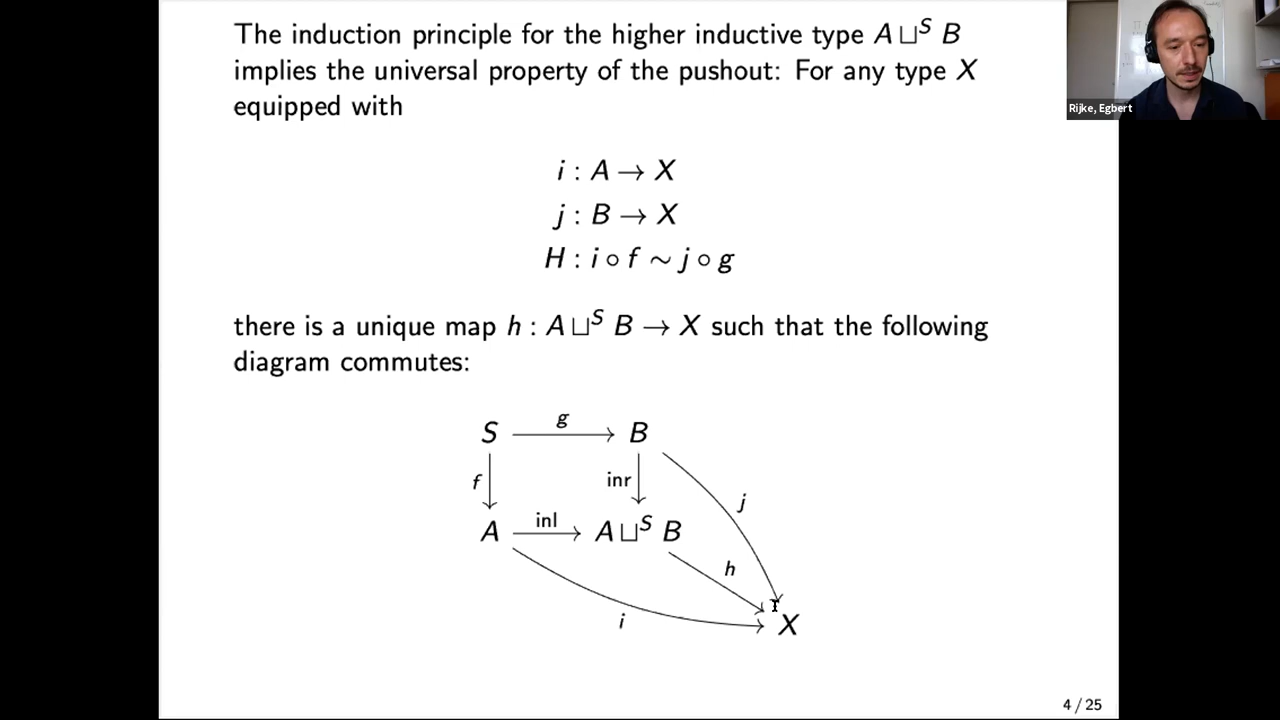 The induction principle for the higher inductive type A ⊔^S B
implies the universal property of the pushout: For any type X
equipped with
i : A → X
j : B → X
H : i ∘ f ~ j ∘ g
there is a unique map h : A ⊔^S B → X such that the following
diagram commutes:
S g B
f inr j
A inl A ⊔^S B
h
i X
4 / 25
Rijke, Egbert